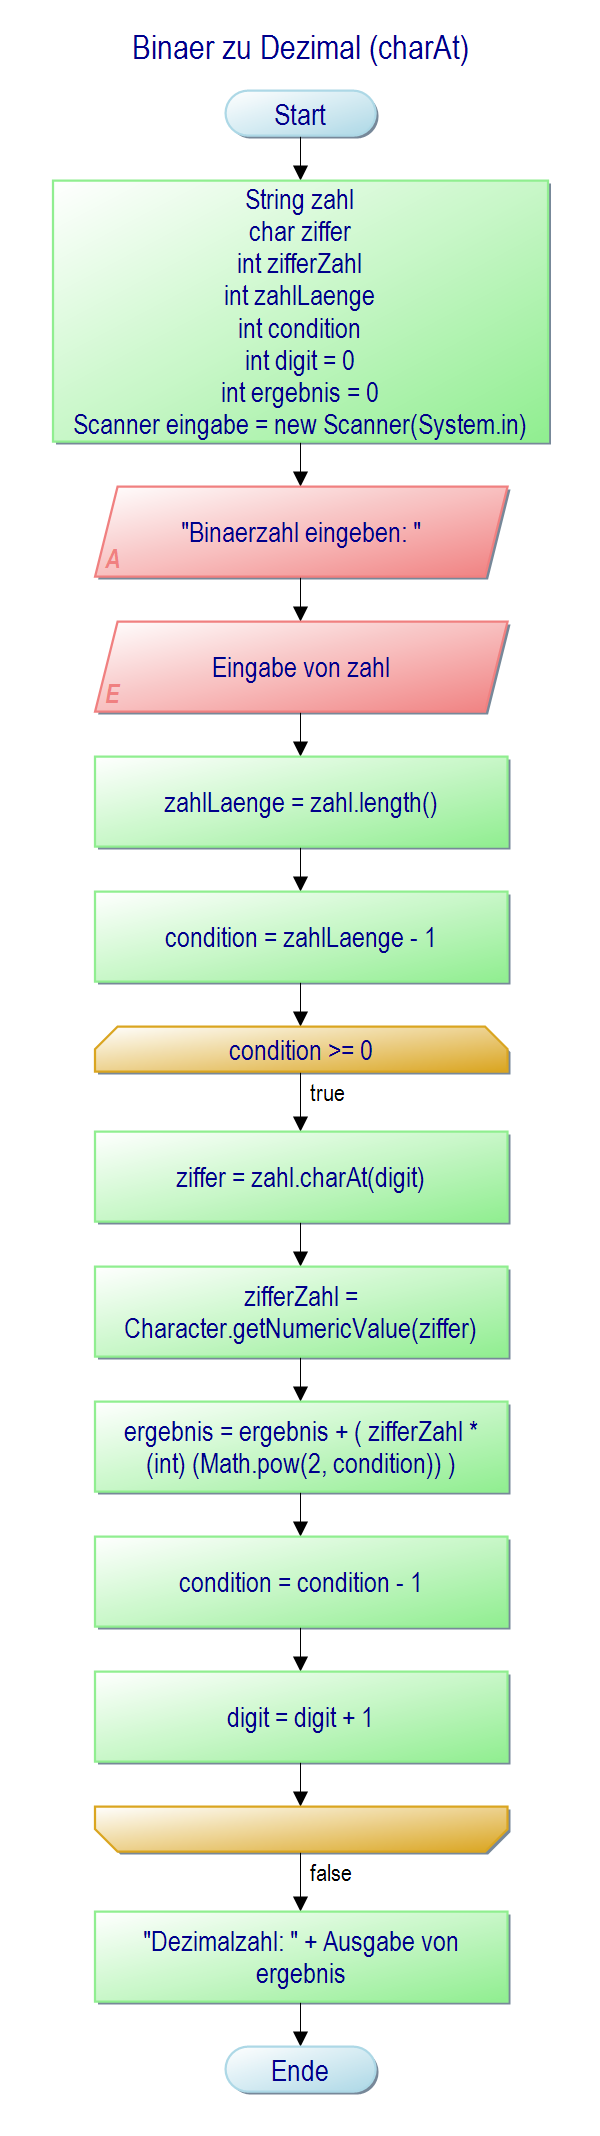 Binaer zu Dezimal (charAt)
Start
String zahl
char ziffer
int zifferZahl
int zahlLaenge
int condition
int digit = 0
int ergebnis = 0
Scanner eingabe = new Scanner(System.in)
"Binaerzahl eingeben: "
A
Eingabe von zahl
E
zahlLaenge = zahl.length()
condition = zahlLaenge - 1
condition >= 0
true
ziffer = zahl.charAt(digit)
zifferZahl =
Character.getNumericValue(ziffer)
ergebnis = ergebnis + ( zifferZahl *
(int) (Math.pow(2, condition)) )
condition = condition - 1
digit = digit + 1
false
"Dezimalzahl: " + Ausgabe von
ergebnis
Ende